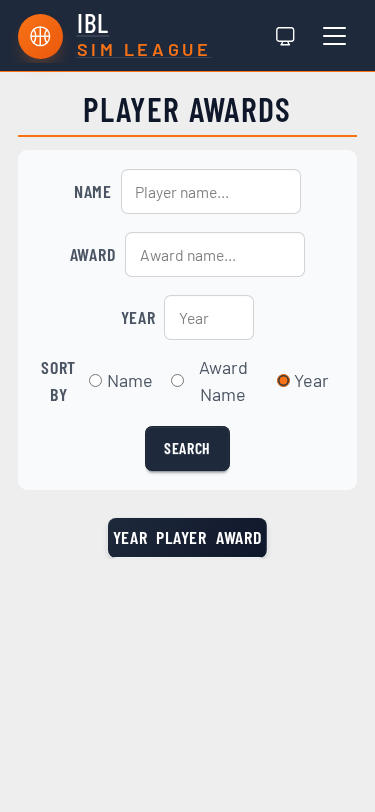 IBL
SIM LEAGUE
PLAYER AWARDS
NAME Player name...
AWARD Award name...
YEAR Year
SORT BY Name Award Name Year
SEARCH
YEAR PLAYER AWARD